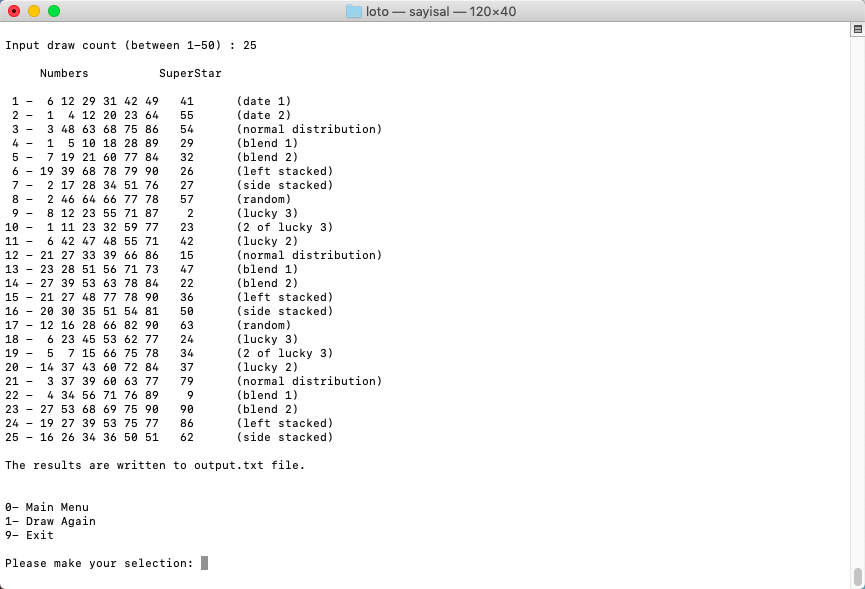 loto — sayisal — 120×40
Input draw count (between 1-50) : 25
Numbers          SuperStar
 1 -  6 12 29 31 42 49   41      (date 1)
 2 -  1  4 12 20 23 64   55      (date 2)
 3 -  3 48 63 68 75 86   54      (normal distribution)
 4 -  1  5 10 18 28 89   29      (blend 1)
 5 -  7 19 21 60 77 84   32      (blend 2)
 6 - 19 39 68 78 79 90   26      (left stacked)
 7 -  2 17 28 34 51 76   27      (side stacked)
 8 -  2 46 64 66 77 78   57      (random)
 9 -  8 12 23 55 71 87    2      (lucky 3)
10 -  1 11 23 32 59 77   23      (2 of lucky 3)
11 -  6 42 47 48 55 71   42      (lucky 2)
12 - 21 27 33 39 66 86   15      (normal distribution)
13 - 23 28 51 56 71 73   47      (blend 1)
14 - 27 39 53 63 78 84   22      (blend 2)
15 - 21 27 48 77 78 90   36      (left stacked)
16 - 20 30 35 51 54 81   50      (side stacked)
17 - 12 16 28 66 82 90   63      (random)
18 -  6 23 45 53 62 77   24      (lucky 3)
19 -  5  7 15 66 75 78   34      (2 of lucky 3)
20 - 14 37 43 60 72 84   37      (lucky 2)
21 -  3 37 39 60 63 77   79      (normal distribution)
22 -  4 34 56 71 76 89    9      (blend 1)
23 - 27 53 68 69 75 90   90      (blend 2)
24 - 19 27 39 53 75 77   86      (left stacked)
25 - 16 26 34 36 50 51   62      (side stacked)
The results are written to output.txt file.
0- Main Menu
1- Draw Again
9- Exit
Please make your selection: